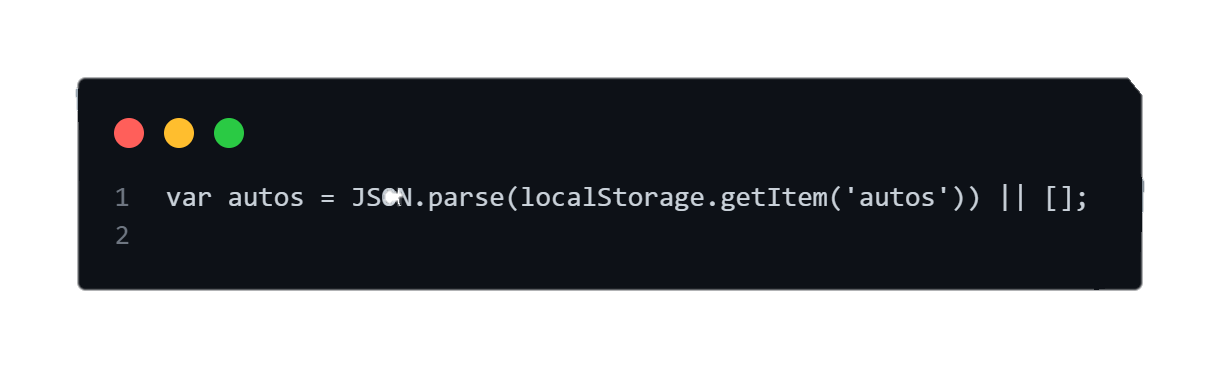 1 var autos = JSON.parse(localStorage.getItem('autos')) || [];
2